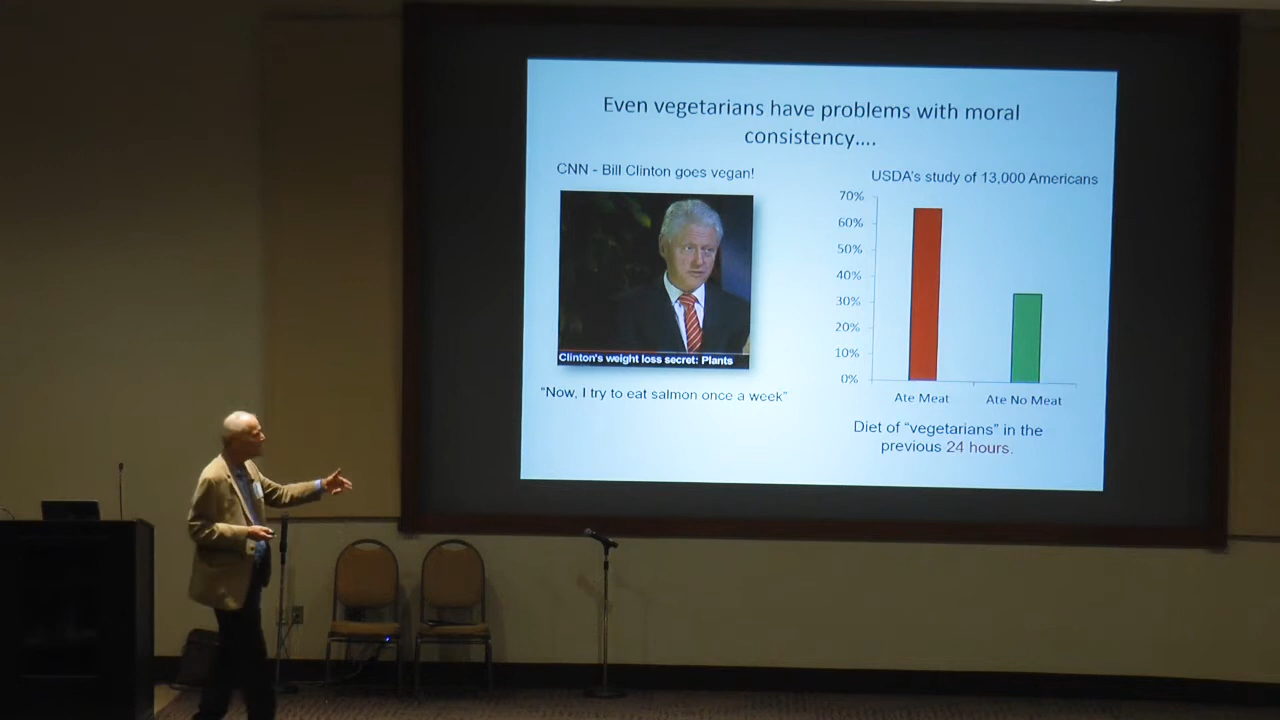 Even vegetarians have problems with moral
consistency....
CNN - Bill Clinton goes vegan!
Clinton's weight loss secret: Plants
"Now, I try to eat salmon once a week"
USDA's study of 13,000 Americans
70%
60%
50%
40%
30%
20%
10%
0%
Ate Meat
Ate No Meat
Diet of "vegetarians" in the
previous 24 hours.